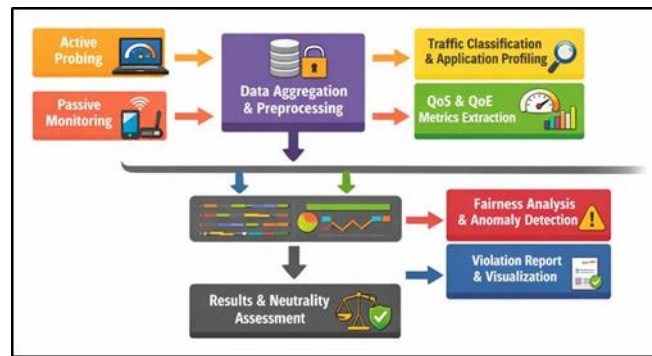 Active
Probing
Passive
Monitoring
Data Aggregation
& Preprocessing
Traffic Classification
& Application Profiling
QoS & QoE
Metrics Extraction
Fairness Analysis
& Anomaly Detection
Violation Report
& Visualization
Results & Neutrality
Assessment